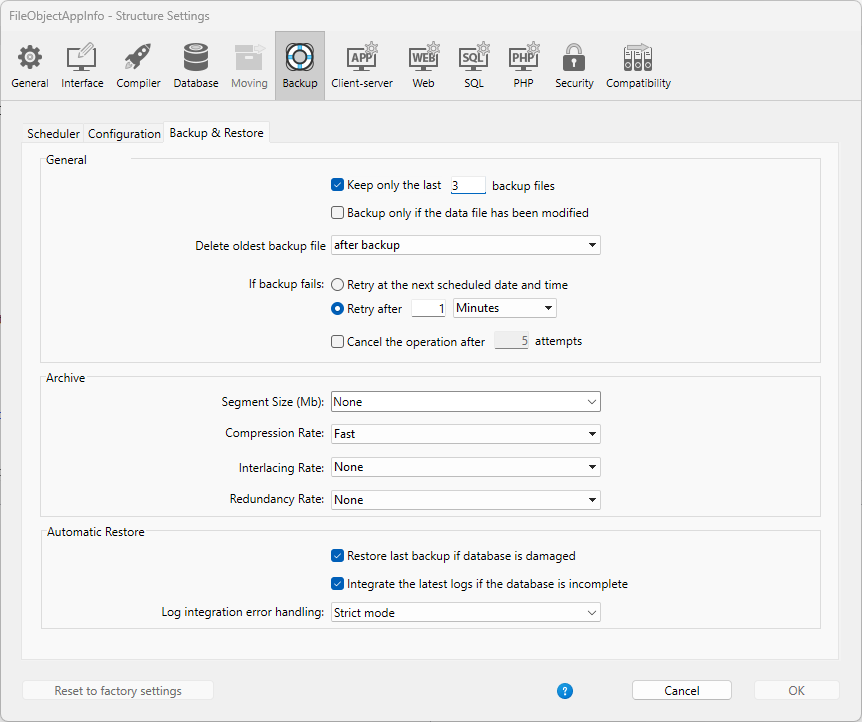 FileObjectAppInfo - Structure Settings
APP WEB SQL PHP
General Interface Compiler Database Moving Backup Client-server Web SQL PHP Security Compatibility
Scheduler Configuration Backup & Restore
General
Keep only the last 3 backup files
Backup only if the data file has been modified
Delete oldest backup file after backup
If backup fails: Retry at the next scheduled date and time
Retry after 1 Minutes
Cancel the operation after 5 attempts
Archive
Segment Size (Mb): None
Compression Rate: Fast
Interlacing Rate: None
Redundancy Rate: None
Automatic Restore
Restore last backup if database is damaged
Integrate the latest logs if the database is incomplete
Log integration error handling: Strict mode
Reset to factory settings ? Cancel OK